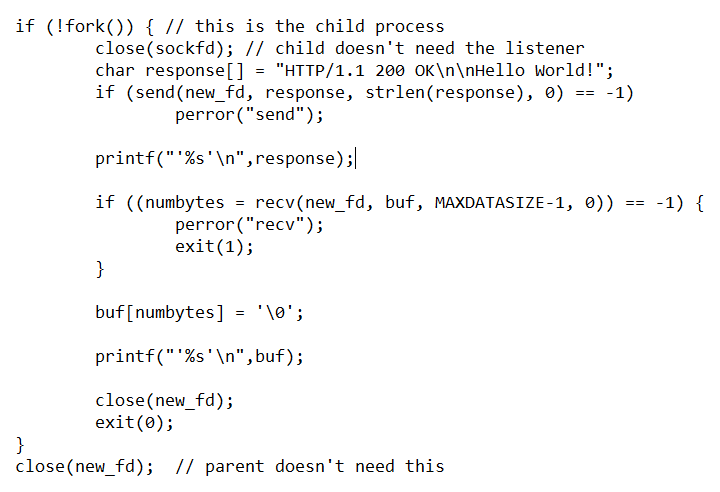 if (!fork()) { // this is the child process
        close(sockfd); // child doesn't need the listener
        char response[] = "HTTP/1.1 200 OK\n\nHello World!";
        if (send(new_fd, response, strlen(response), 0) == -1)
                perror("send");

        printf("'%s'\n",response);

        if ((numbytes = recv(new_fd, buf, MAXDATASIZE-1, 0)) == -1) {
                perror("recv");
                exit(1);
        }

        buf[numbytes] = '\0';

        printf("'%s'\n",buf);

        close(new_fd);
        exit(0);
}
close(new_fd);  // parent doesn't need this